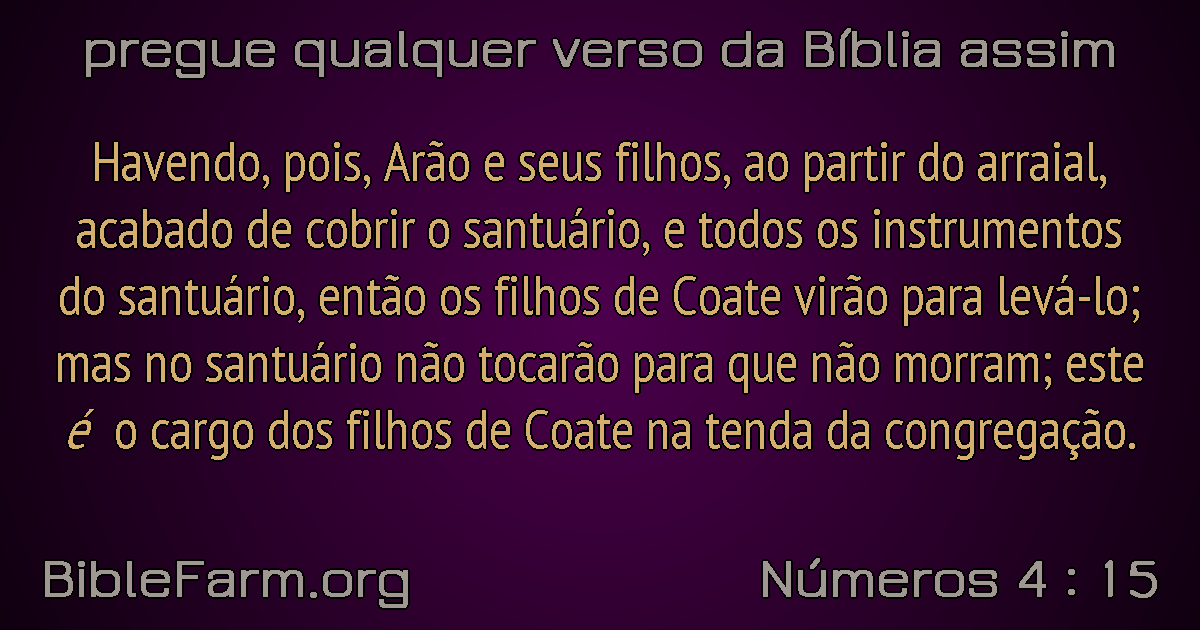 pregue qualquer verso da Bíblia assim
Havendo, pois, Arão e seus filhos, ao partir do arraial,
acabado de cobrir o santuário, e todos os instrumentos
do santuário, então os filhos de Coate virão para levá-lo;
mas no santuário não tocarão para que não morram; este
é o cargo dos filhos de Coate na tenda da congregação.
BibleFarm.org
Números 4 : 15